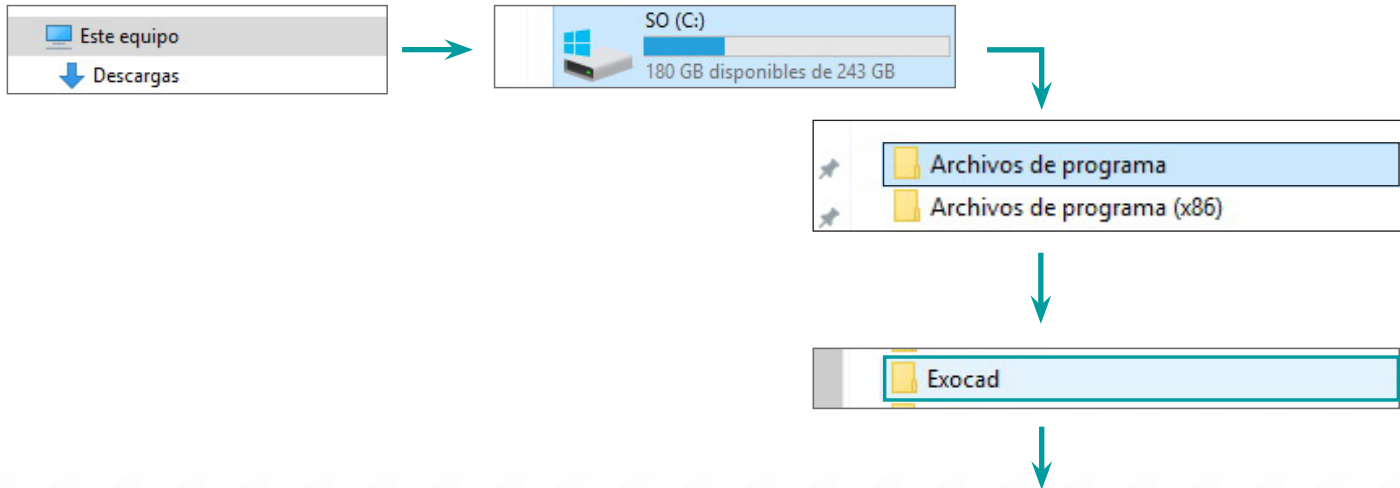 Este equipo
Descargas
SO (C:)
180 GB disponibles de 243 GB
Archivos de programa
Archivos de programa (x86)
Exocad